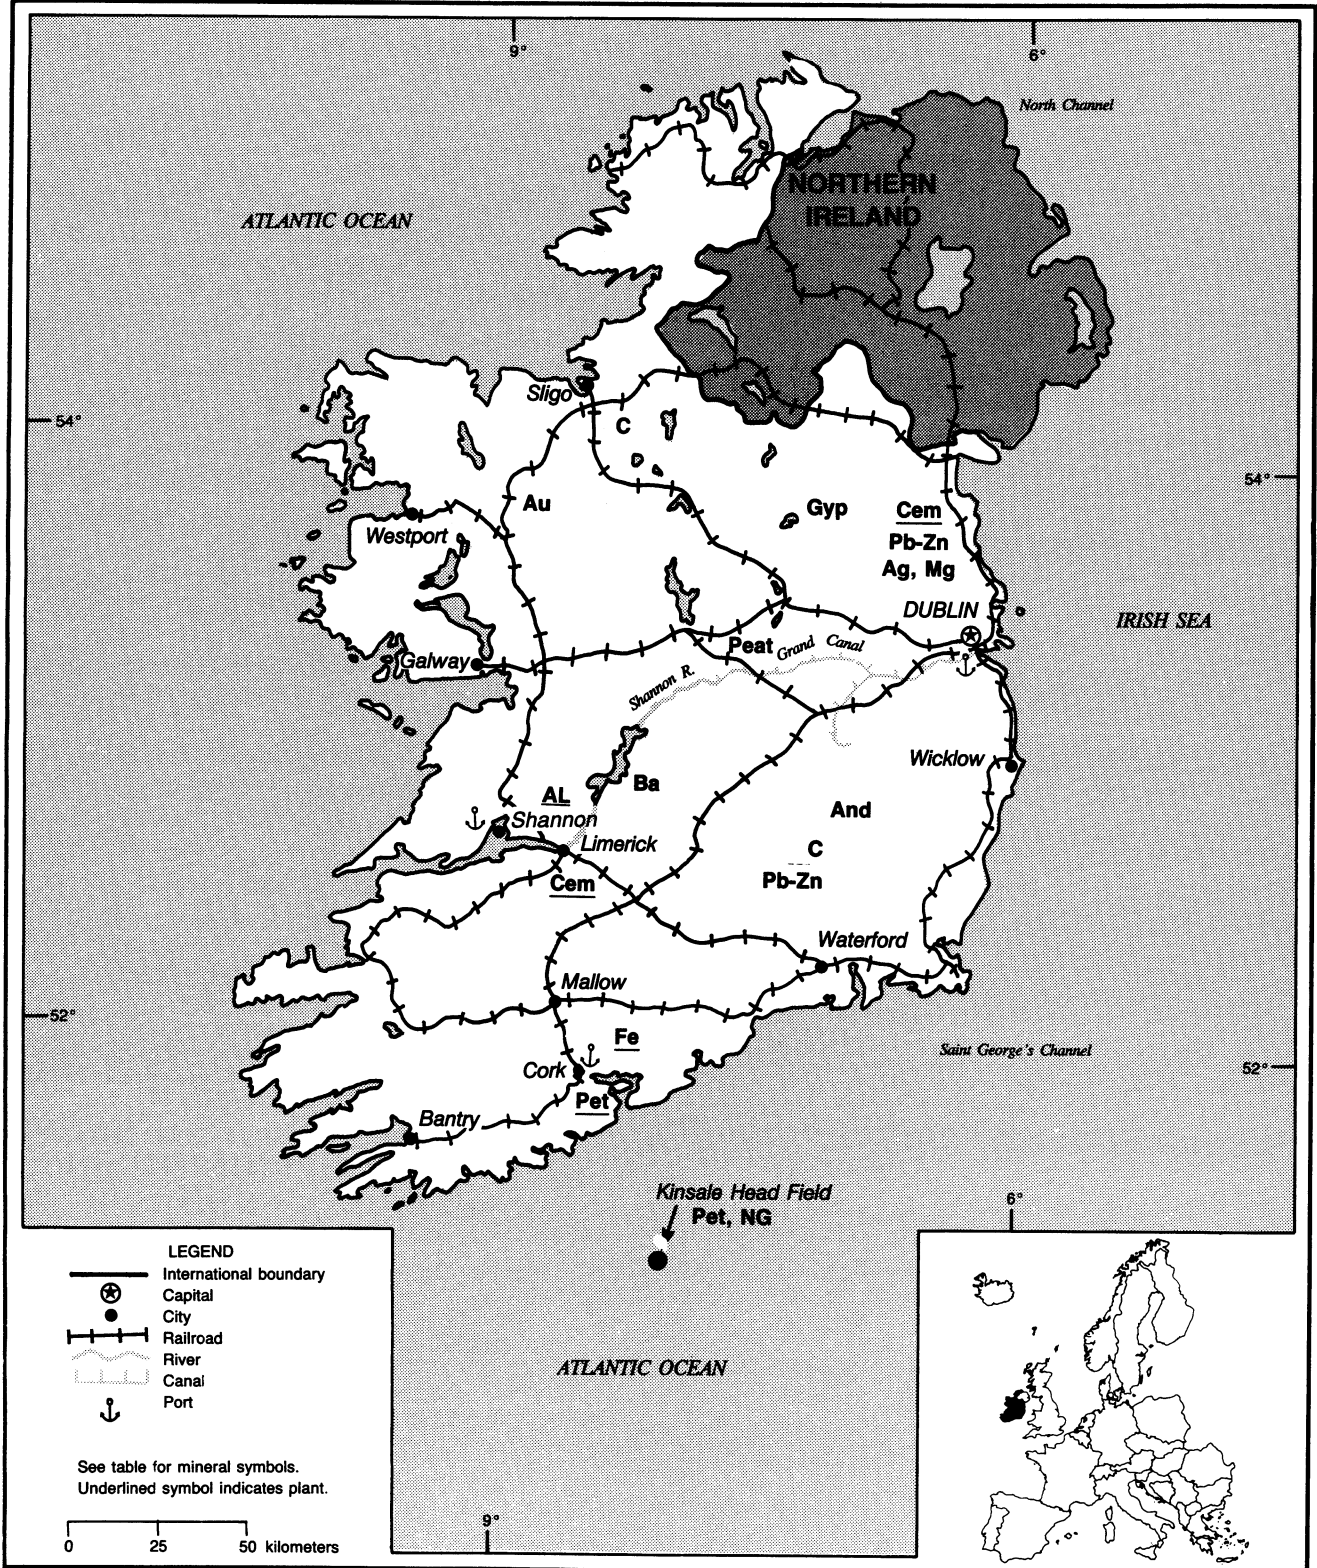 9°
6°
North Channel
NORTHERN
IRELAND
ATLANTIC OCEAN
Sligo
54°
C
54°
Au
Gyp
Cem
Westport
Pb-Zn
Ag, Mg
DUBLIN
IRISH SEA
Peat
Grand Canal
Galway
Shannon R.
Wicklow
Ba
AL
And
Shannon
Limerick
C
Cem
Pb-Zn
Waterford
Mallow
52°
Fe
Saint George's Channel
Cork
52°
Pet
Bantry
Kinsale Head Field
Pet, NG
6°
LEGEND
International boundary
Capital
City
Railroad
River
Canal
Port
ATLANTIC OCEAN
See table for mineral symbols.
Underlined symbol indicates plant.
9°
0 25 50 kilometers